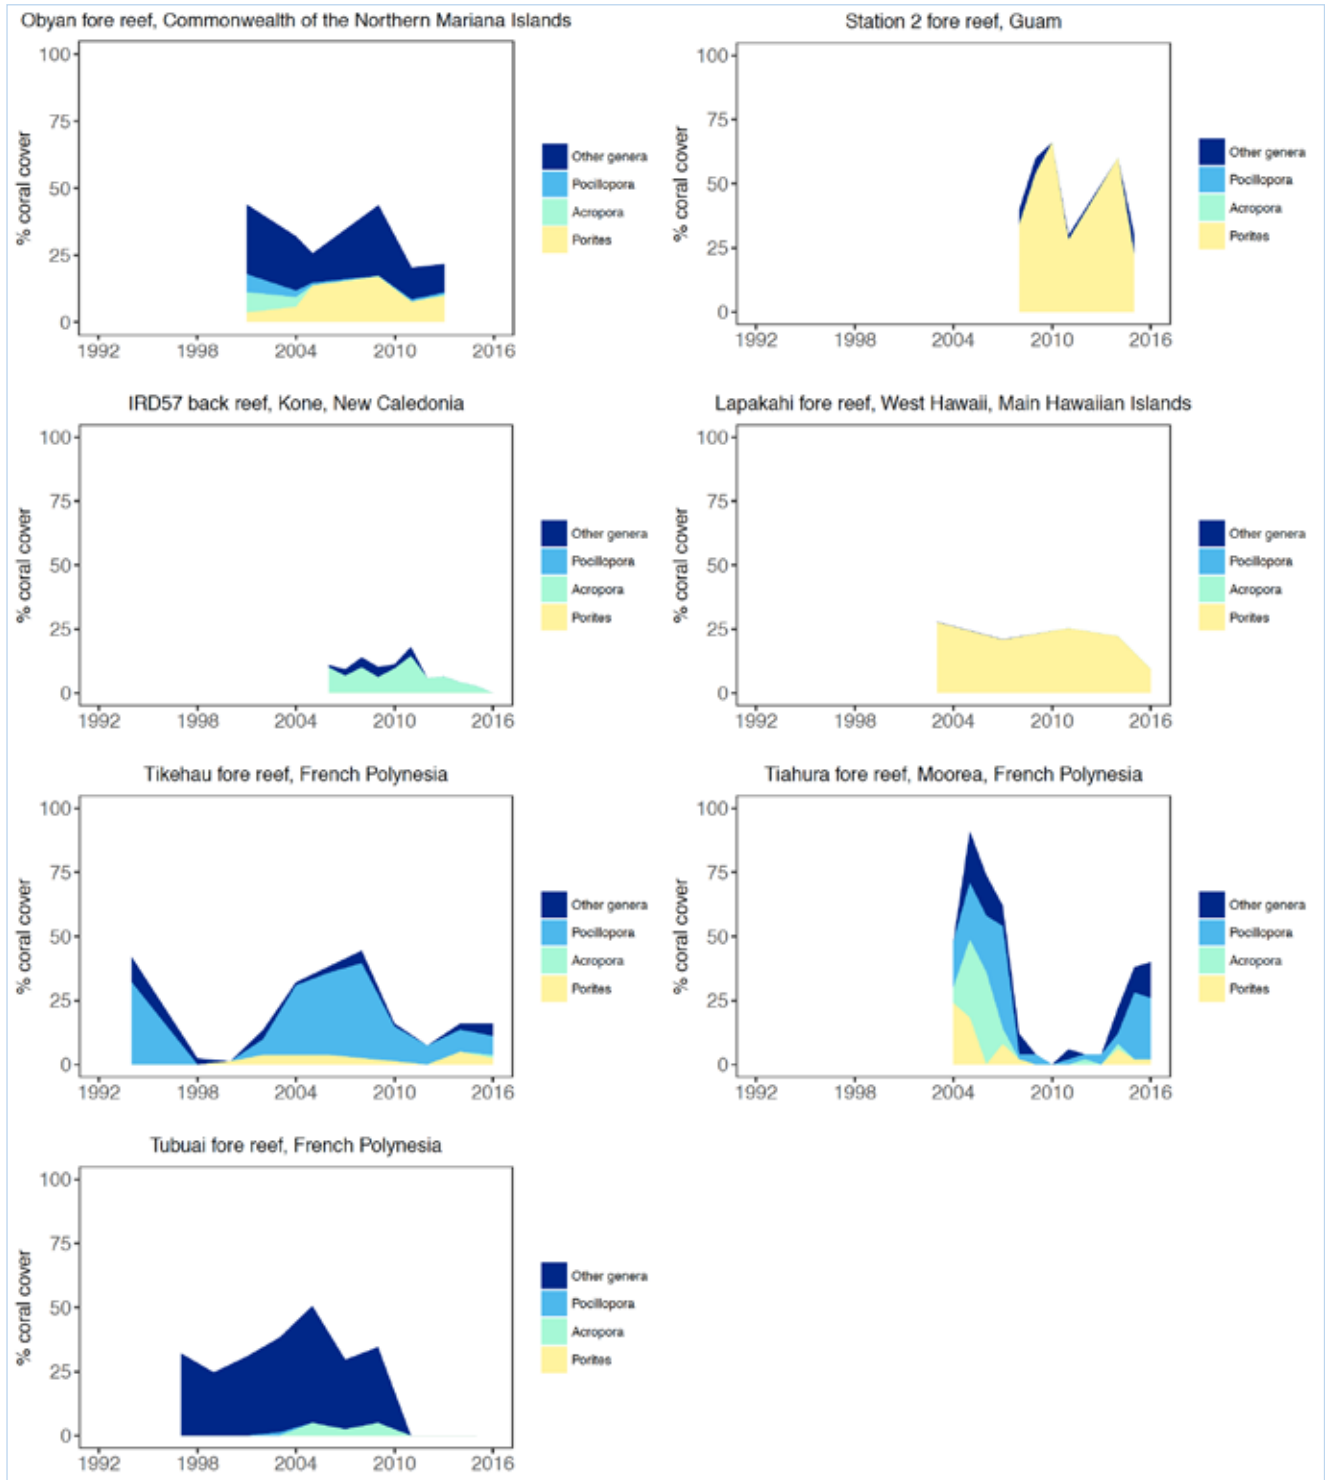 Obyan fore reef, Commonwealth of the Northern Mariana Islands
% coral cover
100
75
50
25
0
1992 1998 2004 2010 2016
Other genera
Pocillopora
Acropora
Porites
Station 2 fore reef, Guam
% coral cover
100
75
50
25
0
1992 1998 2004 2010 2016
Other genera
Pocillopora
Acropora
Porites
IRD57 back reef, Kone, New Caledonia
% coral cover
100
75
50
25
0
1992 1998 2004 2010 2016
Other genera
Pocillopora
Acropora
Porites
Lapakahi fore reef, West Hawaii, Main Hawaiian Islands
% coral cover
100
75
50
25
0
1992 1998 2004 2010 2016
Other genera
Pocillopora
Acropora
Porites
Tikehau fore reef, French Polynesia
% coral cover
100
75
50
25
0
1992 1998 2004 2010 2016
Other genera
Pocillopora
Acropora
Porites
Tiahura fore reef, Moorea, French Polynesia
% coral cover
100
75
50
25
0
1992 1998 2004 2010 2016
Other genera
Pocillopora
Acropora
Porites
Tubuai fore reef, French Polynesia
% coral cover
100
75
50
25
0
1992 1998 2004 2010 2016
Other genera
Pocillopora
Acropora
Porites